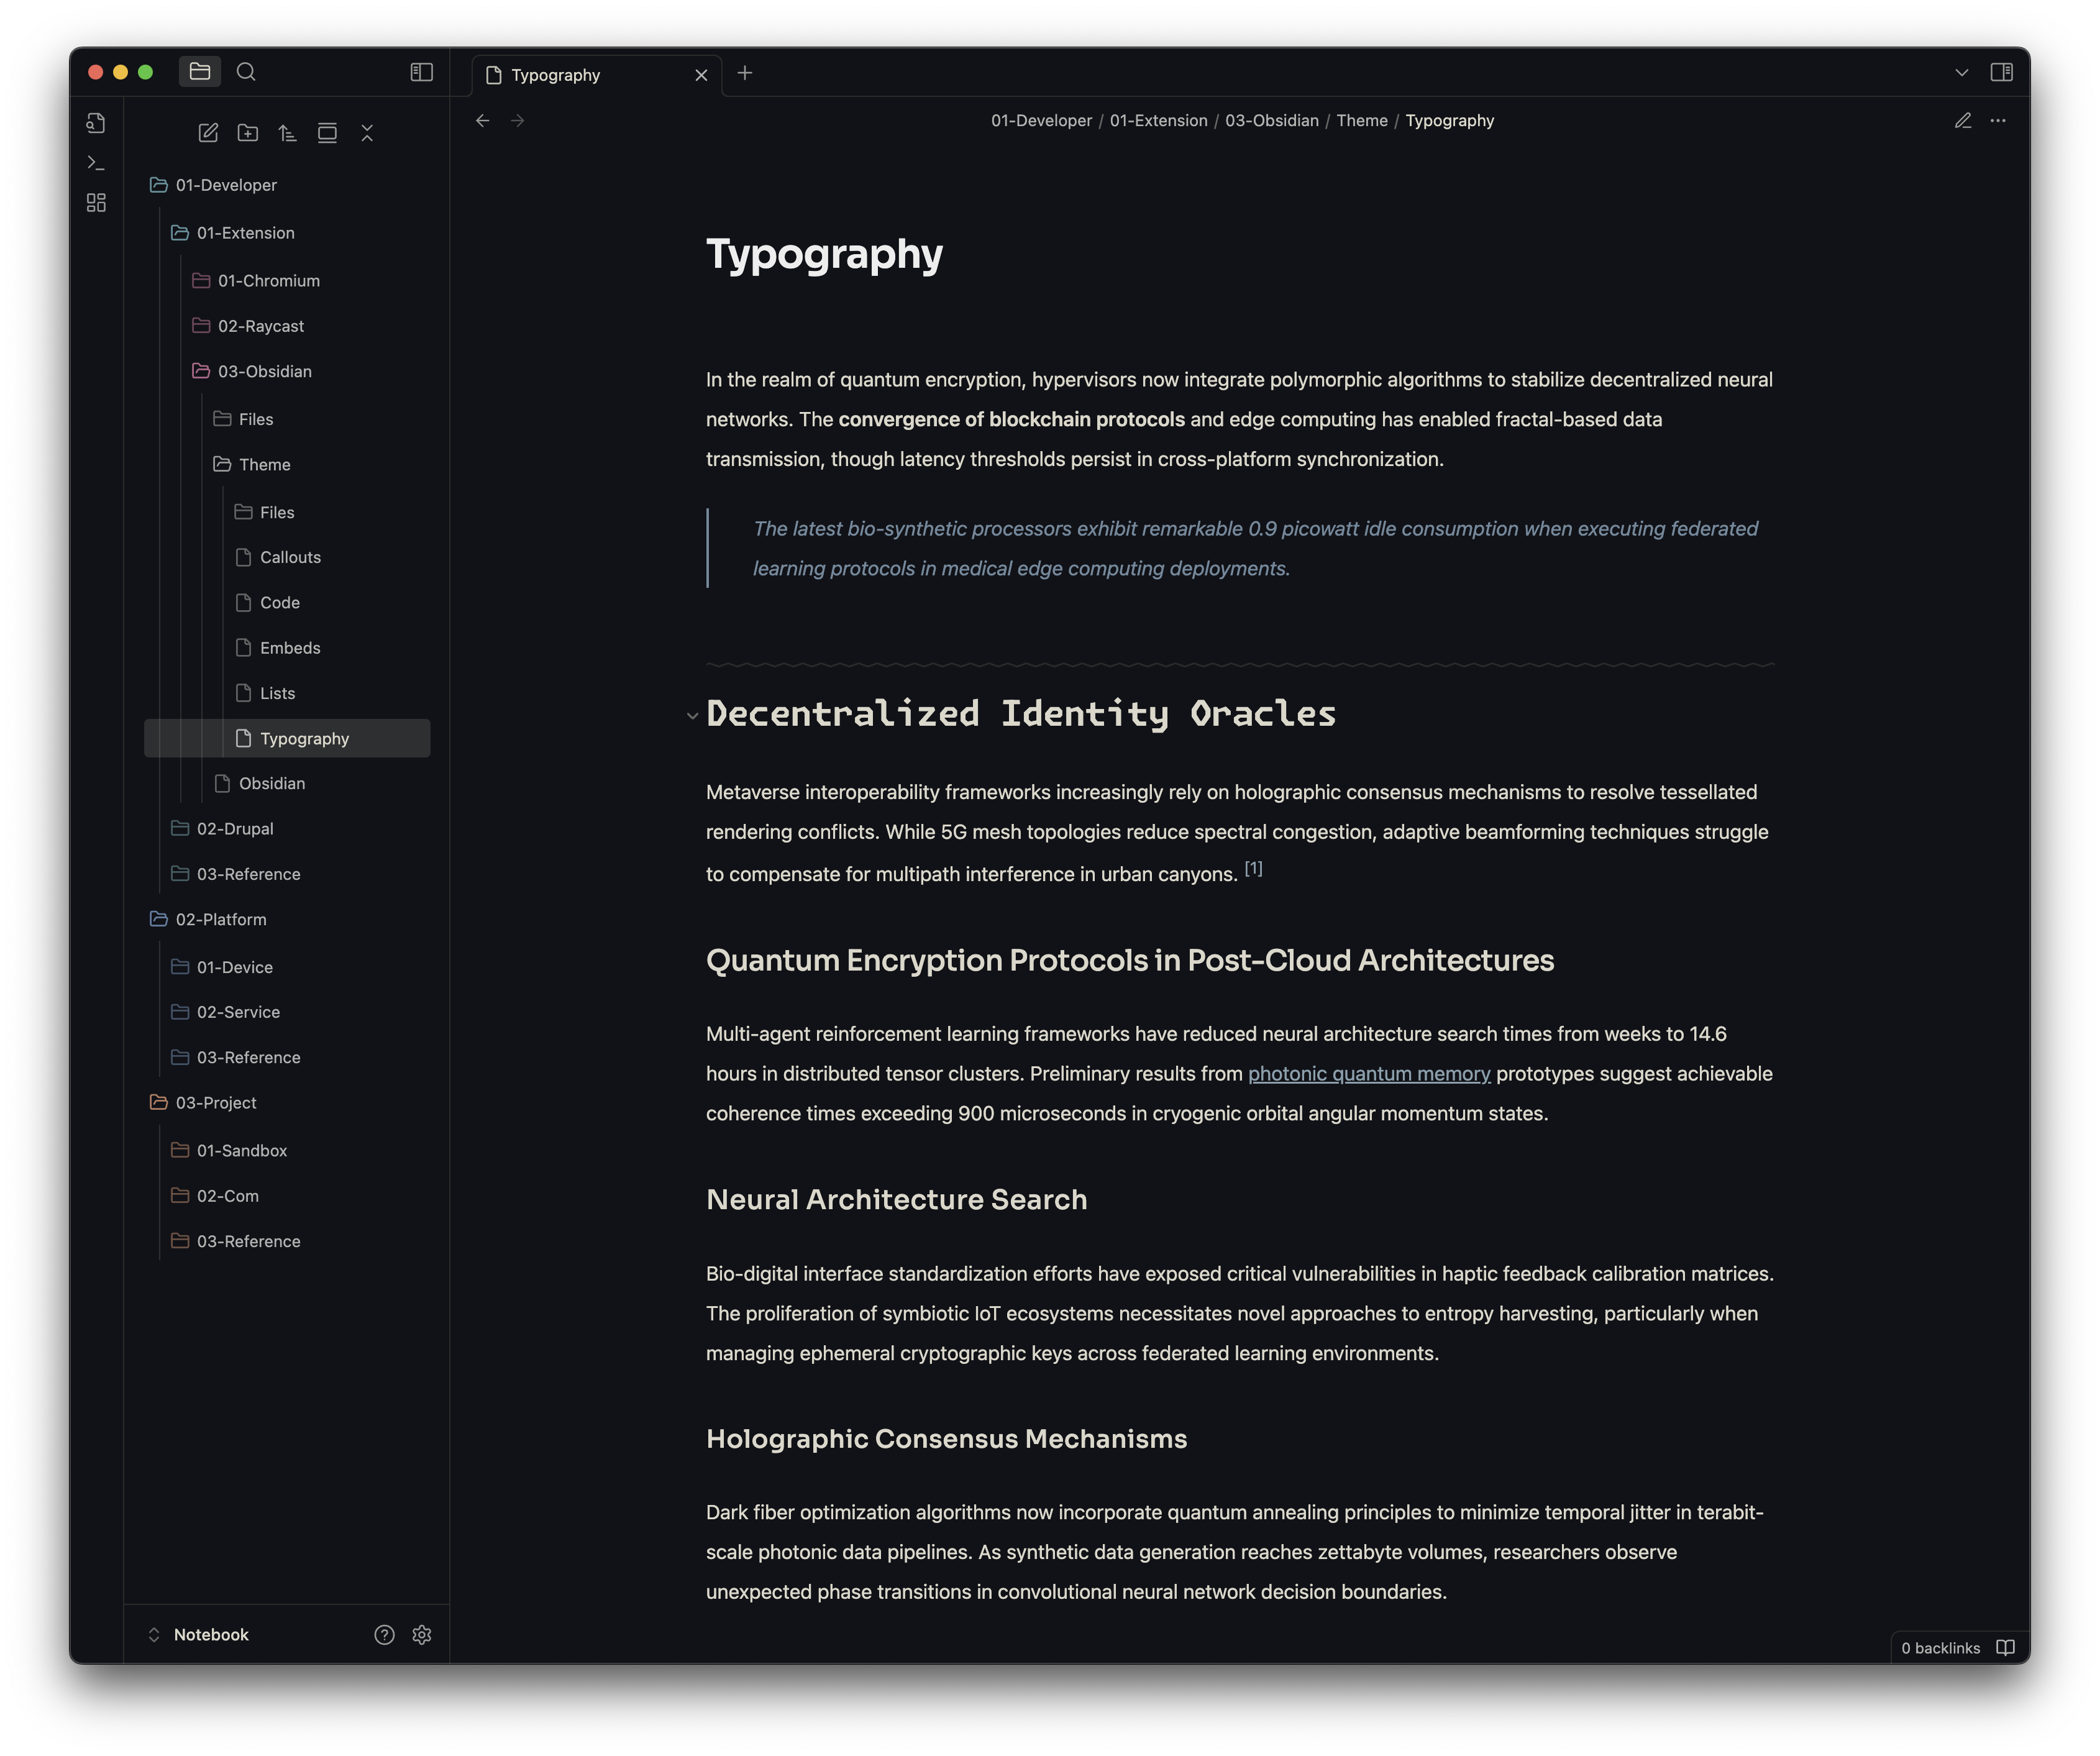 Typography
01-Developer / 01-Extension / 03-Obsidian / Theme / Typography
01-Developer
01-Extension
01-Chromium
02-Raycast
03-Obsidian
Files
Theme
Files
Callouts
Code
Embeds
Lists
Typography
Obsidian
02-Drupal
03-Reference
02-Platform
01-Device
02-Service
03-Reference
03-Project
01-Sandbox
02-Com
03-Reference
Notebook
Typography
In the realm of quantum encryption, hypervisors now integrate polymorphic algorithms to stabilize decentralized neural
networks. The convergence of blockchain protocols and edge computing has enabled fractal-based data
transmission, though latency thresholds persist in cross-platform synchronization.
The latest bio-synthetic processors exhibit remarkable 0.9 picowatt idle consumption when executing federated
learning protocols in medical edge computing deployments.
Decentralized Identity Oracles
Metaverse interoperability frameworks increasingly rely on holographic consensus mechanisms to resolve tessellated
rendering conflicts. While 5G mesh topologies reduce spectral congestion, adaptive beamforming techniques struggle
to compensate for multipath interference in urban canyons. [1]
Quantum Encryption Protocols in Post-Cloud Architectures
Multi-agent reinforcement learning frameworks have reduced neural architecture search times from weeks to 14.6
hours in distributed tensor clusters. Preliminary results from photonic quantum memory prototypes suggest achievable
coherence times exceeding 900 microseconds in cryogenic orbital angular momentum states.
Neural Architecture Search
Bio-digital interface standardization efforts have exposed critical vulnerabilities in haptic feedback calibration matrices.
The proliferation of symbiotic IoT ecosystems necessitates novel approaches to entropy harvesting, particularly when
managing ephemeral cryptographic keys across federated learning environments.
Holographic Consensus Mechanisms
Dark fiber optimization algorithms now incorporate quantum annealing principles to minimize temporal jitter in terabit-
scale photonic data pipelines. As synthetic data generation reaches zettabyte volumes, researchers observe
unexpected phase transitions in convolutional neural network decision boundaries.
0 backlinks